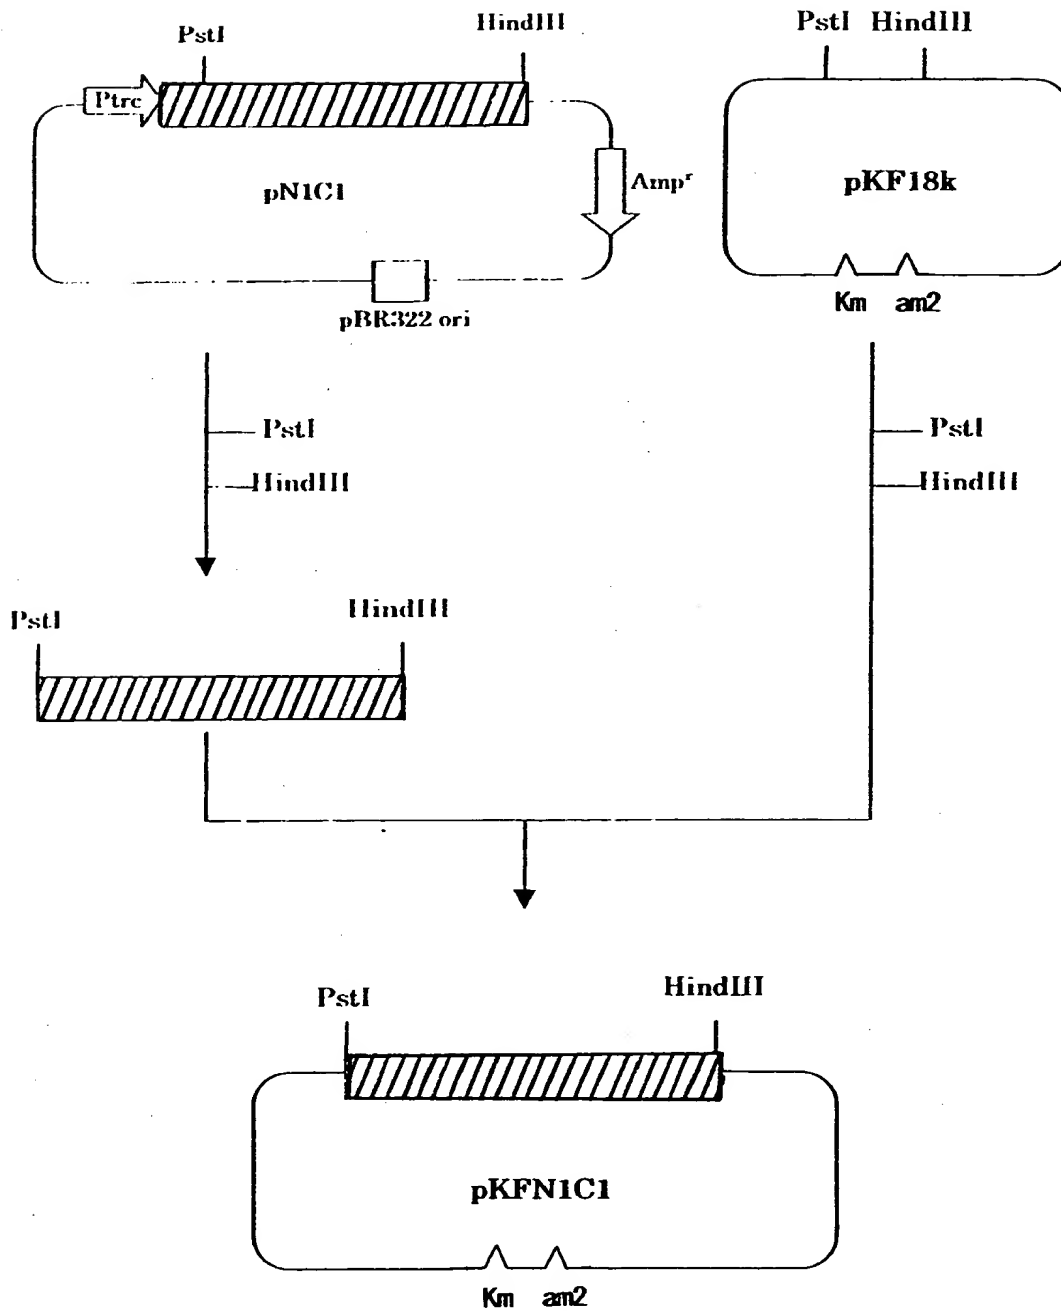 PstI
HindIII
PstI HindIII
Ptrc
pN1C1
Ampʳ
pKF18k
pBR322 ori
Km am2
PstI
HindIII
PstI
HindIII
PstI
HindIII
PstI
HindIII
pKFN1C1
Km am2